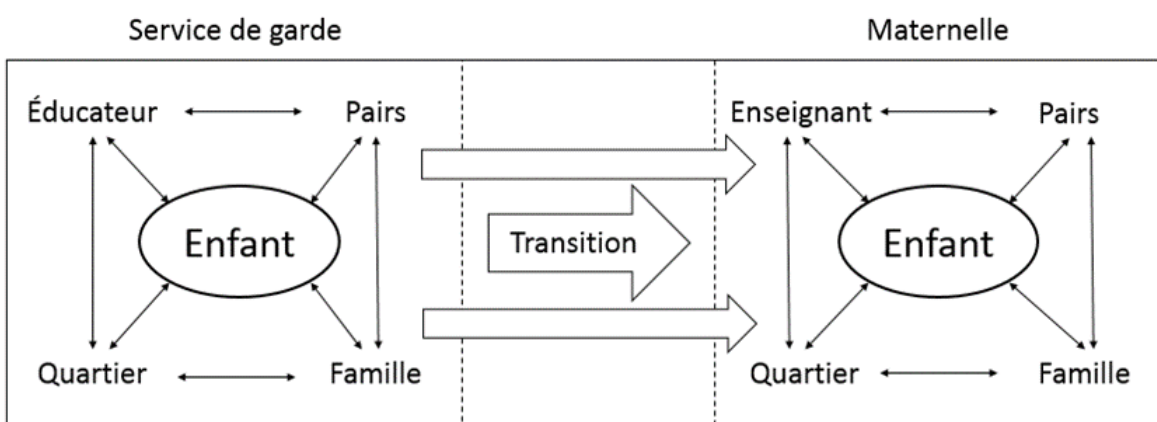 Service de garde
Maternelle
Éducateur
Pairs
Enseignant
Pairs
Enfant
Transition
Enfant
Quartier
Famille
Quartier
Famille